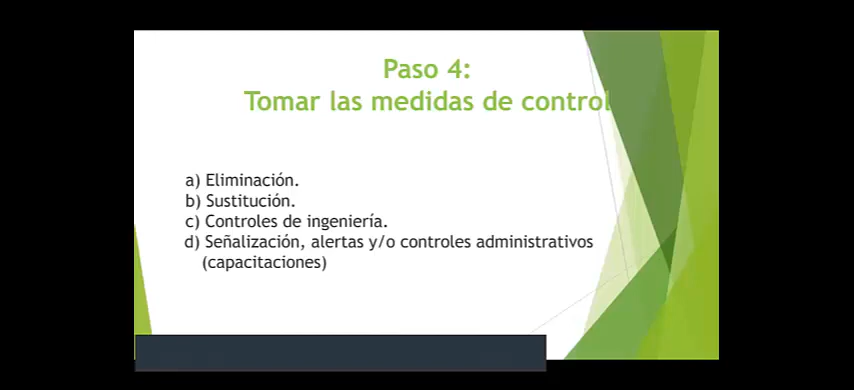 Paso 4:
Tomar las medidas de control
a) Eliminación.
b) Sustitución.
c) Controles de ingeniería.
d) Señalización, alertas y/o controles administrativos
(capacitaciones)